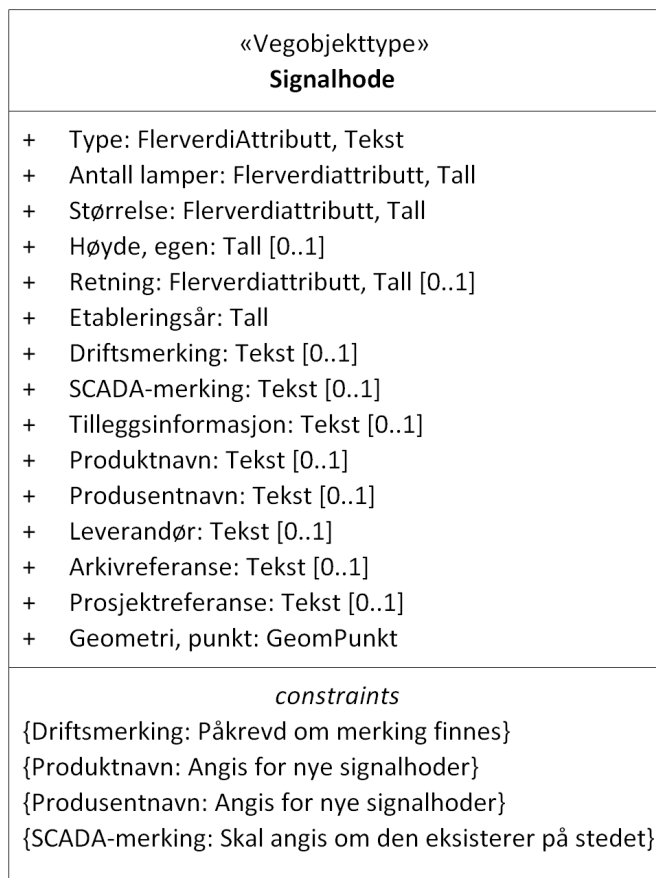 «Vegobjekttype»
Signalhode
+ Type: FlerverdiAttributt, Tekst
+ Antall lamper: Flerverdiattributt, Tall
+ Størrelse: Flerverdiattributt, Tall
+ Høyde, egen: Tall [0..1]
+ Retning: Flerverdiattributt, Tall [0..1]
+ Etableringsår: Tall
+ Driftsmerking: Tekst [0..1]
+ SCADA-merking: Tekst [0..1]
+ Tilleggsinformasjon: Tekst [0..1]
+ Produktnavn: Tekst [0..1]
+ Produsentnavn: Tekst [0..1]
+ Leverandør: Tekst [0..1]
+ Arkivreferanse: Tekst [0..1]
+ Prosjektreferanse: Tekst [0..1]
+ Geometri, punkt: GeomPunkt
constraints
{Driftsmerking: Påkrevd om merking finnes}
{Produktnavn: Angis for nye signalhoder}
{Produsentnavn: Angis for nye signalhoder}
{SCADA-merking: Skal angis om den eksisterer på stedet}